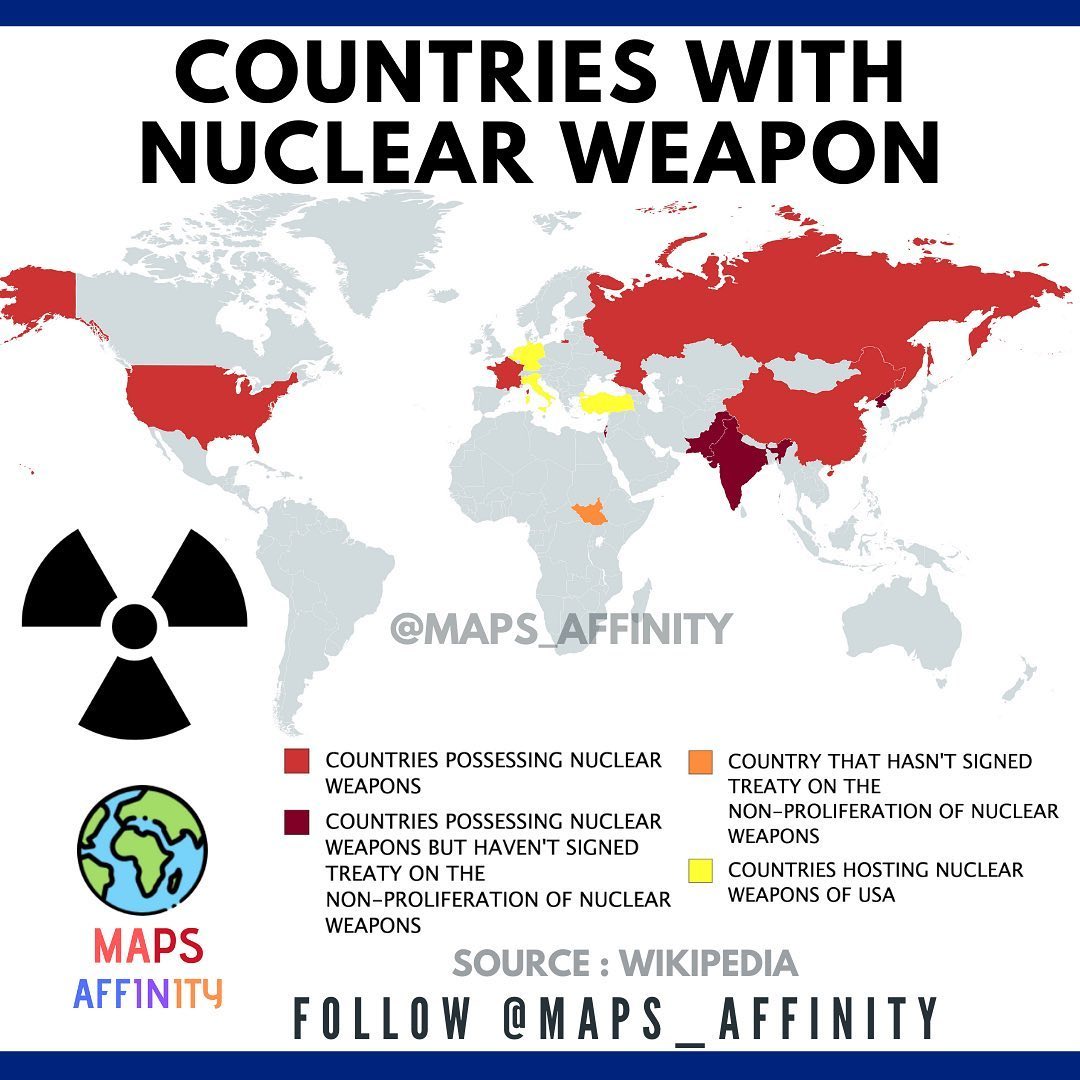 COUNTRIES WITH
NUCLEAR WEAPON
@MAPS_AFFINITY
COUNTRIES POSSESSING NUCLEAR
WEAPONS
COUNTRIES POSSESSING NUCLEAR
WEAPONS BUT HAVEN'T SIGNED
TREATY ON THE
NON-PROLIFERATION OF NUCLEAR
WEAPONS
COUNTRY THAT HASN'T SIGNED
TREATY ON THE
NON-PROLIFERATION OF NUCLEAR
WEAPONS
COUNTRIES HOSTING NUCLEAR
WEAPONS OF USA
MAPS
AFFINITY
SOURCE : WIKIPEDIA
FOLLOW @MAPS_AFFINITY